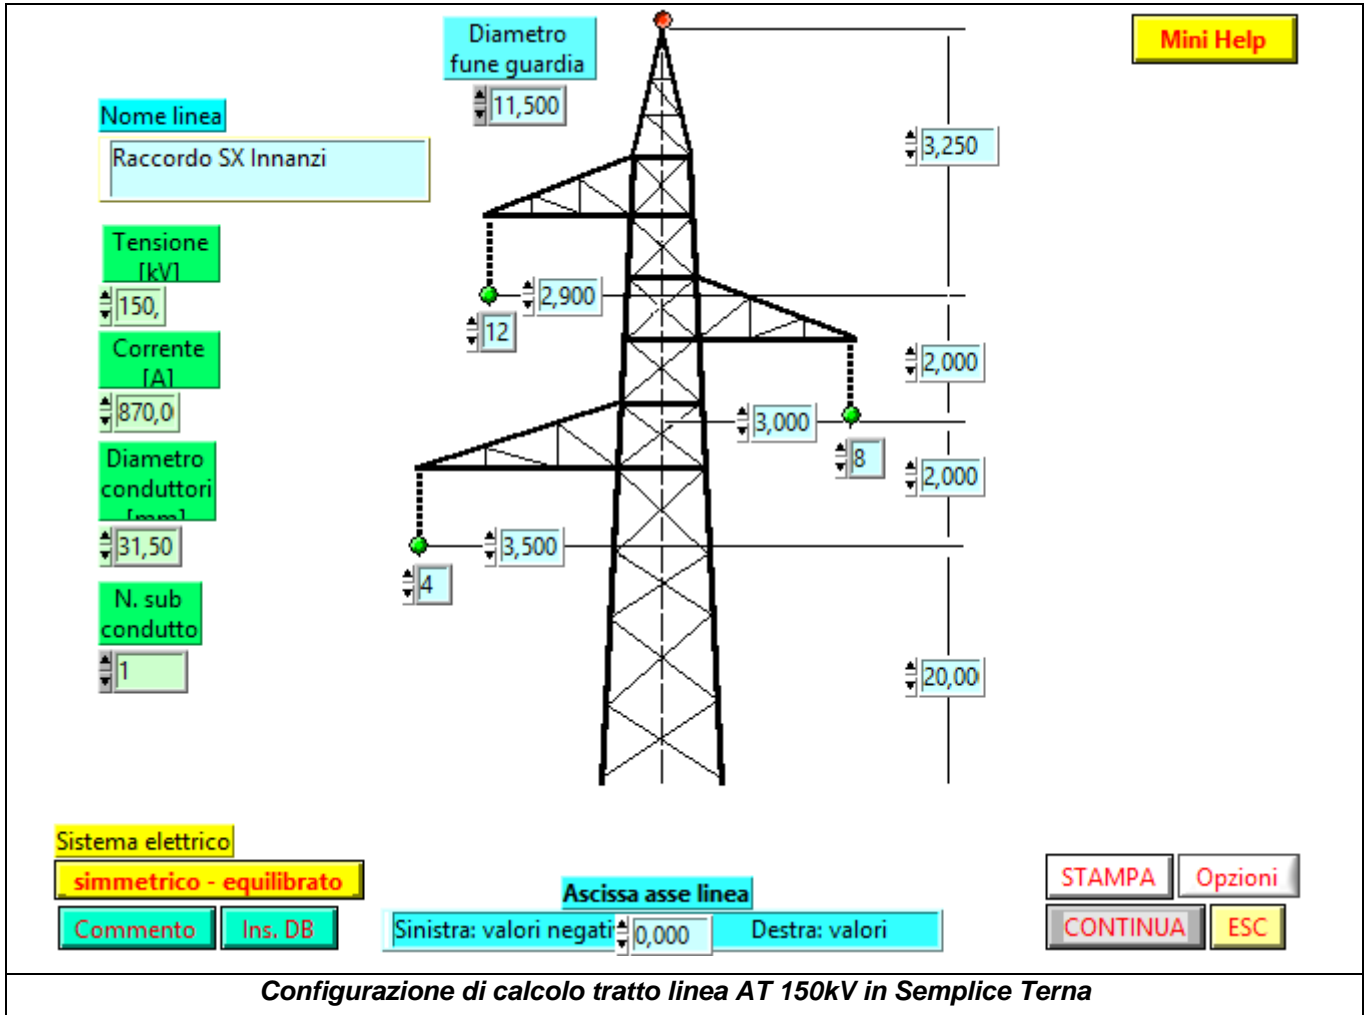 Diametro
fune guardia
11,500
Mini Help
Nome linea
Raccordo SX Innanzi
3,250
Tensione
[kV]
150,
2,900
12
Corrente
[A]
870,0
2,000
3,000
8
Diametro
conduttori
[mm]
31,50
2,000
3,500
4
N. sub
condutto
1
20,00
Sistema elettrico
simmetrico - equilibrato
Commento
Ins. DB
Ascissa asse linea
Sinistra: valori negati
0,000
Destra: valori
STAMPA
Opzioni
CONTINUA
ESC
Configurazione di calcolo tratto linea AT 150kV in Semplice Terna